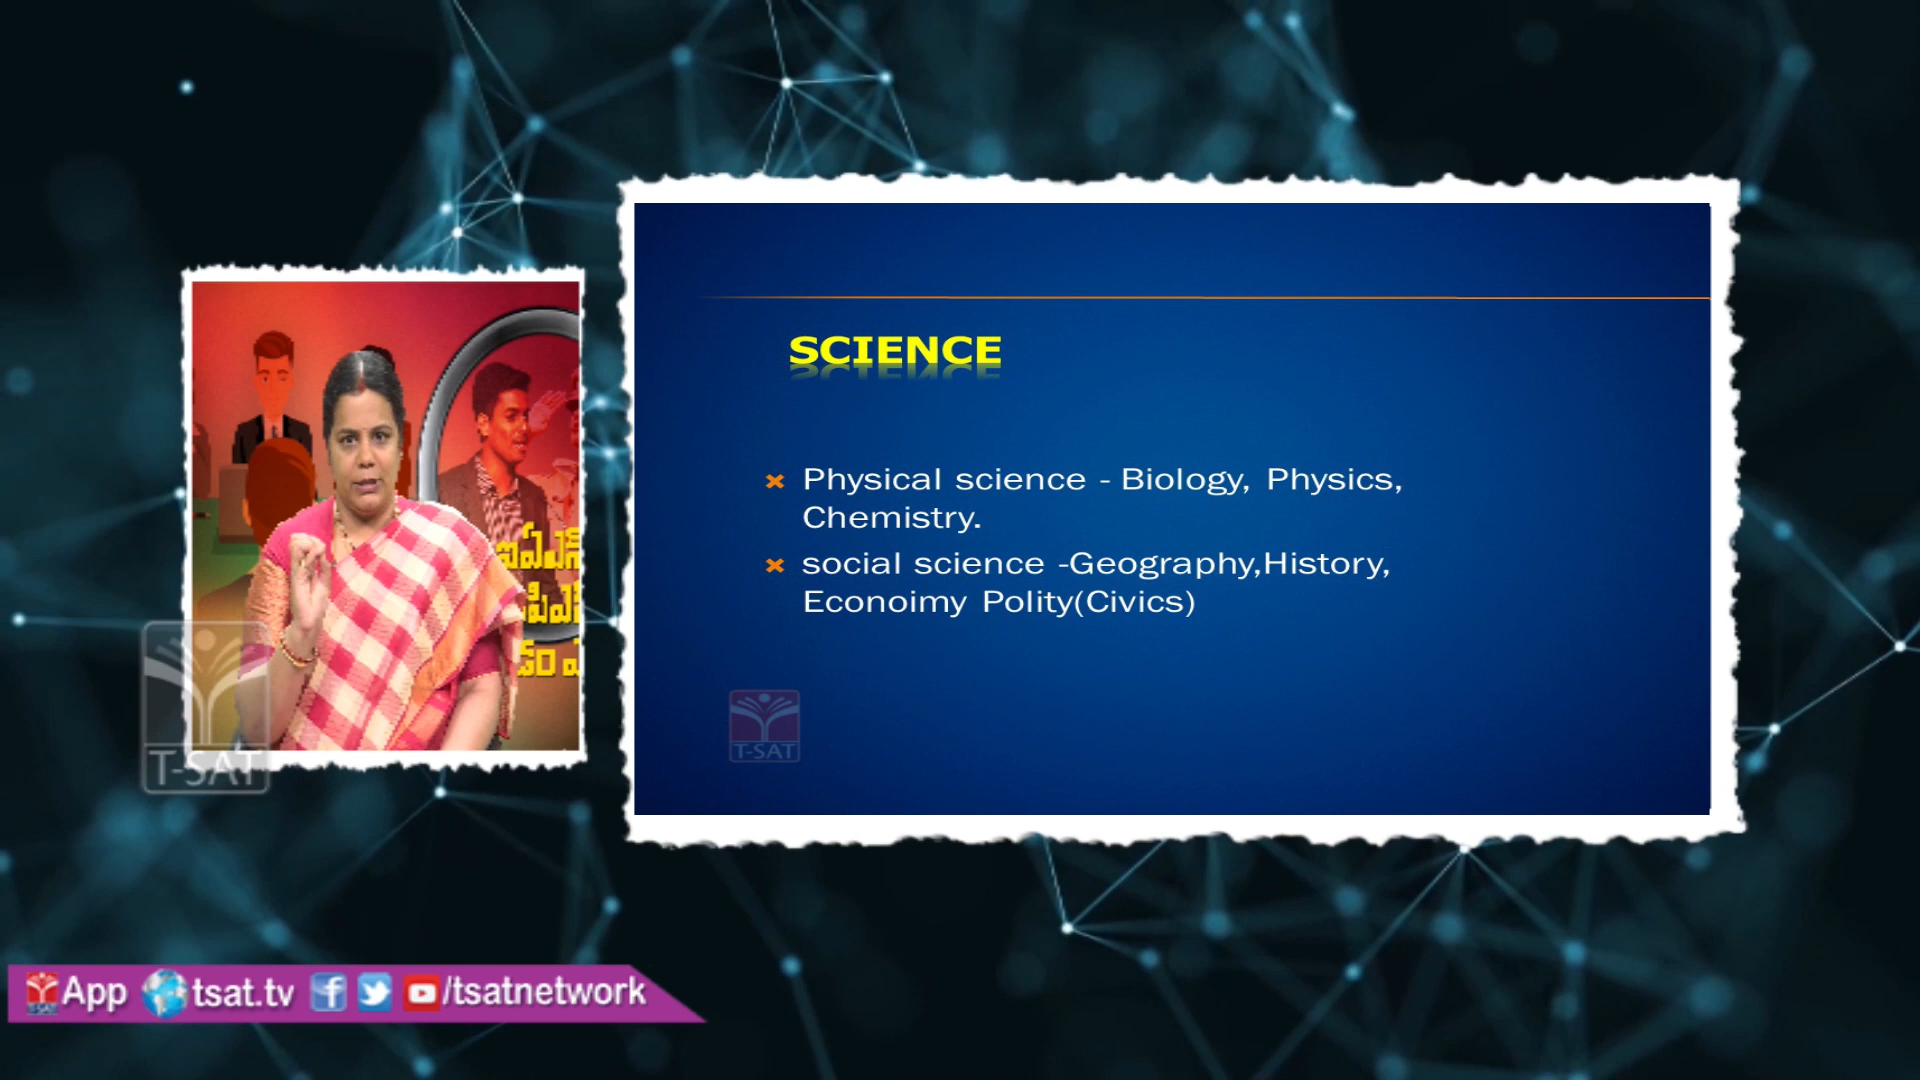 SCIENCE
Physical science - Biology, Physics,
Chemistry.
social science -Geography,History,
Econoimy Polity(Civics)
T-SAT
T-SAT
App tsat.tv /tsatnetwork